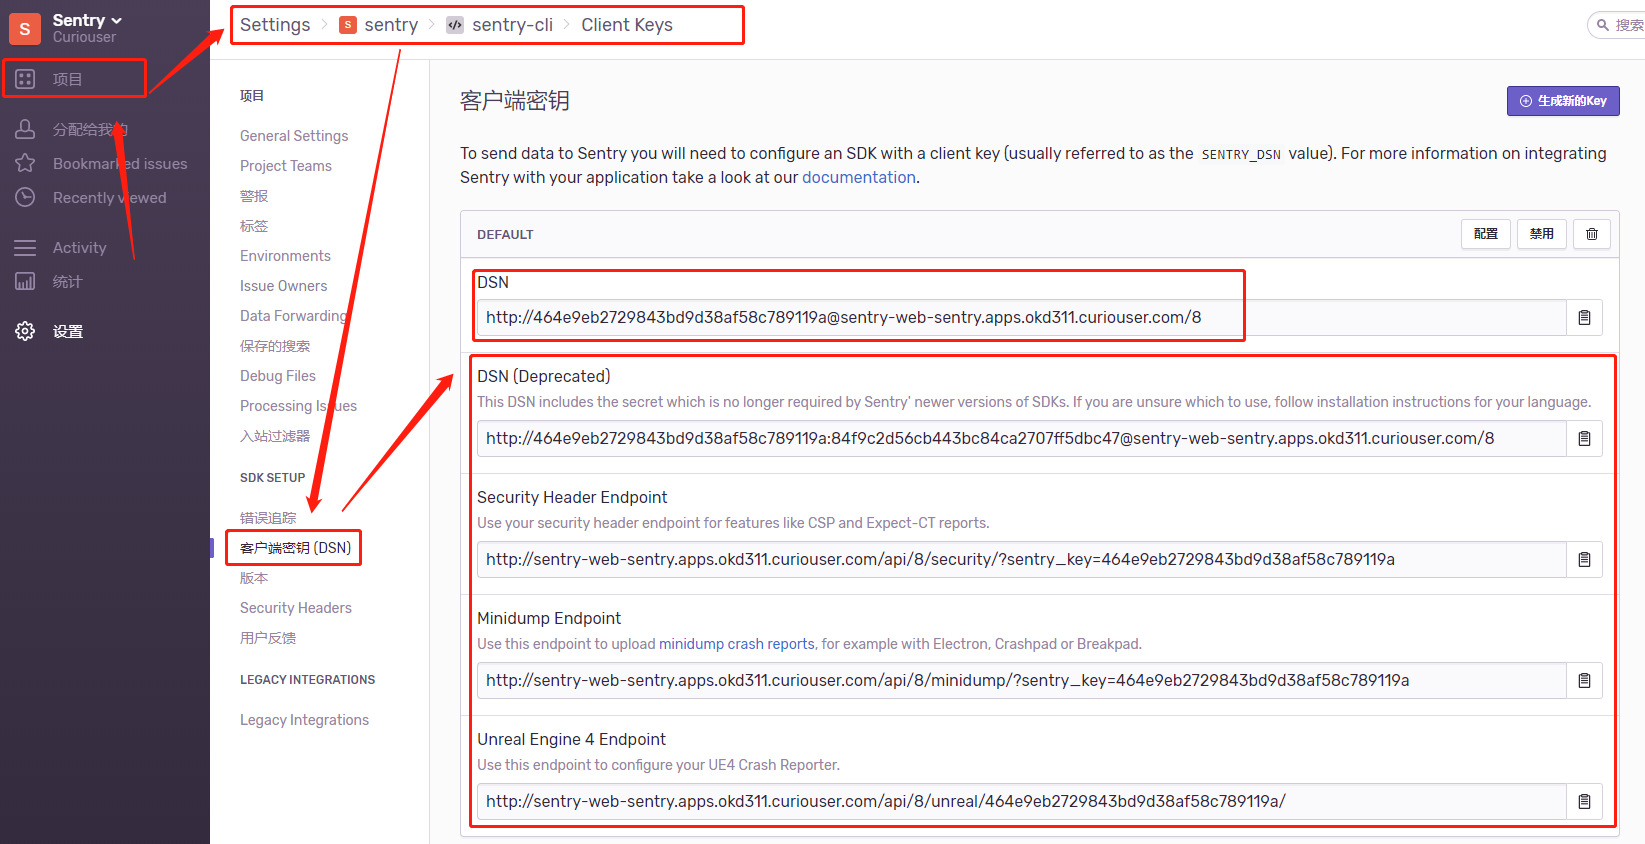 S
Sentry
Curiouser
项目
分配给我的
Bookmarked issues
Recently viewed
Activity
统计
设置
Settings
S sentry
</> sentry-cli
Client Keys
搜索
项目
General Settings
Project Teams
警报
标签
Environments
Issue Owners
Data Forwarding
保存的搜索
Debug Files
Processing Issues
入站过滤器
SDK SETUP
错误追踪
客户端密钥 (DSN)
版本
Security Headers
用户反馈
LEGACY INTEGRATIONS
Legacy Integrations
客户端密钥
生成新的Key
To send data to Sentry you will need to configure an SDK with a client key (usually referred to as the SENTRY_DSN value). For more information on integrating
Sentry with your application take a look at our documentation.
DEFAULT
配置
禁用
DSN
http://464e9eb2729843bd9d38af58c789119a@sentry-web-sentry.apps.okd311.curiouser.com/8
DSN (Deprecated)
This DSN includes the secret which is no longer required by Sentry' newer versions of SDKs. If you are unsure which to use, follow installation instructions for your language.
http://464e9eb2729843bd9d38af58c789119a:84f9c2d56cb443bc84ca2707ff5dbc47@sentry-web-sentry.apps.okd311.curiouser.com/8
Security Header Endpoint
Use your security header endpoint for features like CSP and Expect-CT reports.
http://sentry-web-sentry.apps.okd311.curiouser.com/api/8/security/?sentry_key=464e9eb2729843bd9d38af58c789119a
Minidump Endpoint
Use this endpoint to upload minidump crash reports, for example with Electron, Crashpad or Breakpad.
http://sentry-web-sentry.apps.okd311.curiouser.com/api/8/minidump/?sentry_key=464e9eb2729843bd9d38af58c789119a
Unreal Engine 4 Endpoint
Use this endpoint to configure your UE4 Crash Reporter.
http://sentry-web-sentry.apps.okd311.curiouser.com/api/8/unreal/464e9eb2729843bd9d38af58c789119a/